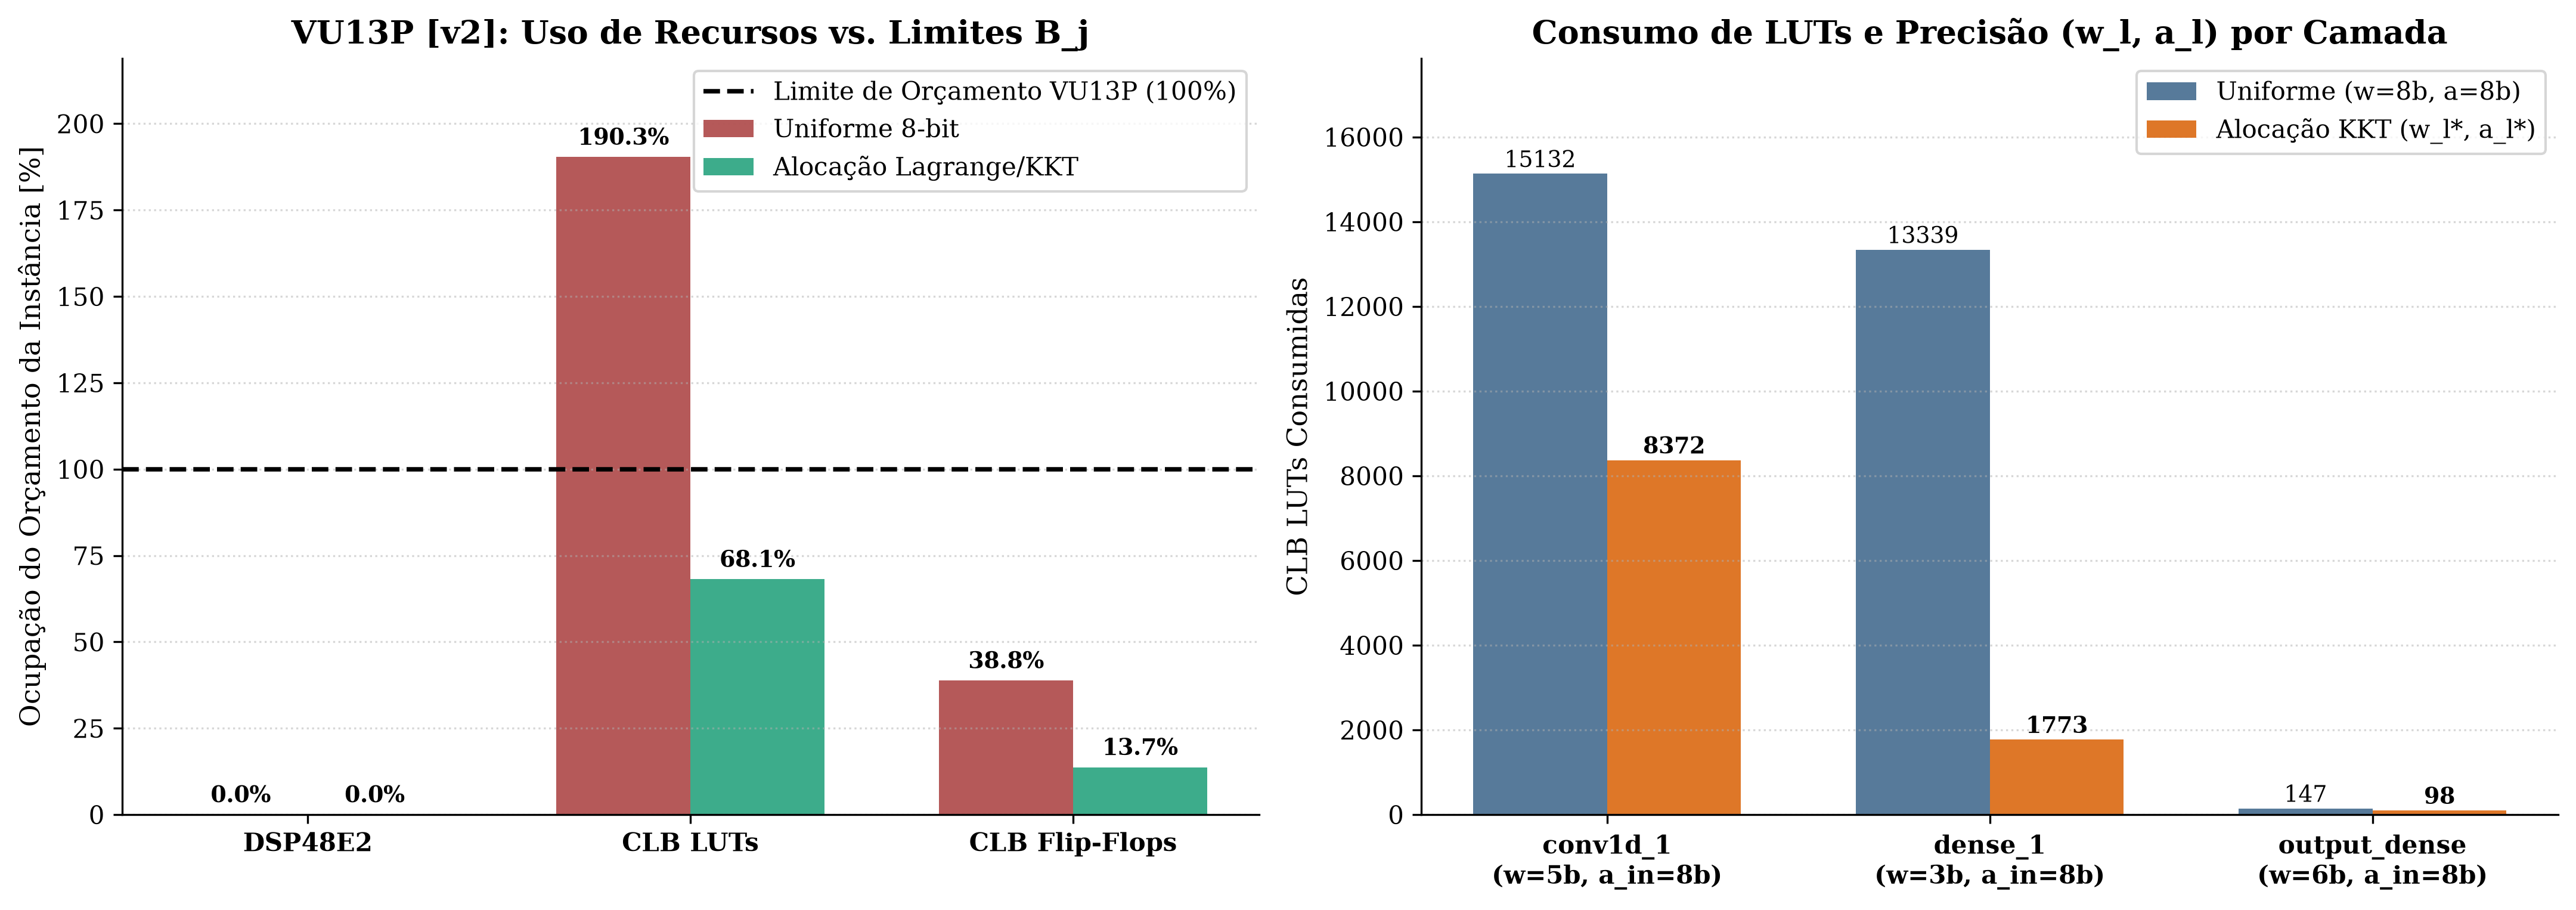 VU13P [v2]: Uso de Recursos vs. Limites B_j
Ocupação do Orçamento da Instância [%]
200
175
150
125
100
75
50
25
0
Limite de Orçamento VU13P (100%)
Uniforme 8-bit
Alocação Lagrange/KKT
0.0%
0.0%
190.3%
68.1%
38.8%
13.7%
DSP48E2
CLB LUTs
CLB Flip-Flops
Consumo de LUTs e Precisão (w_l, a_l) por Camada
CLB LUTs Consumidas
16000
14000
12000
10000
8000
6000
4000
2000
0
Uniforme (w=8b, a=8b)
Alocação KKT (w_l*, a_l*)
15132
8372
13339
1773
147
98
conv1d_1
(w=5b, a_in=8b)
dense_1
(w=3b, a_in=8b)
output_dense
(w=6b, a_in=8b)